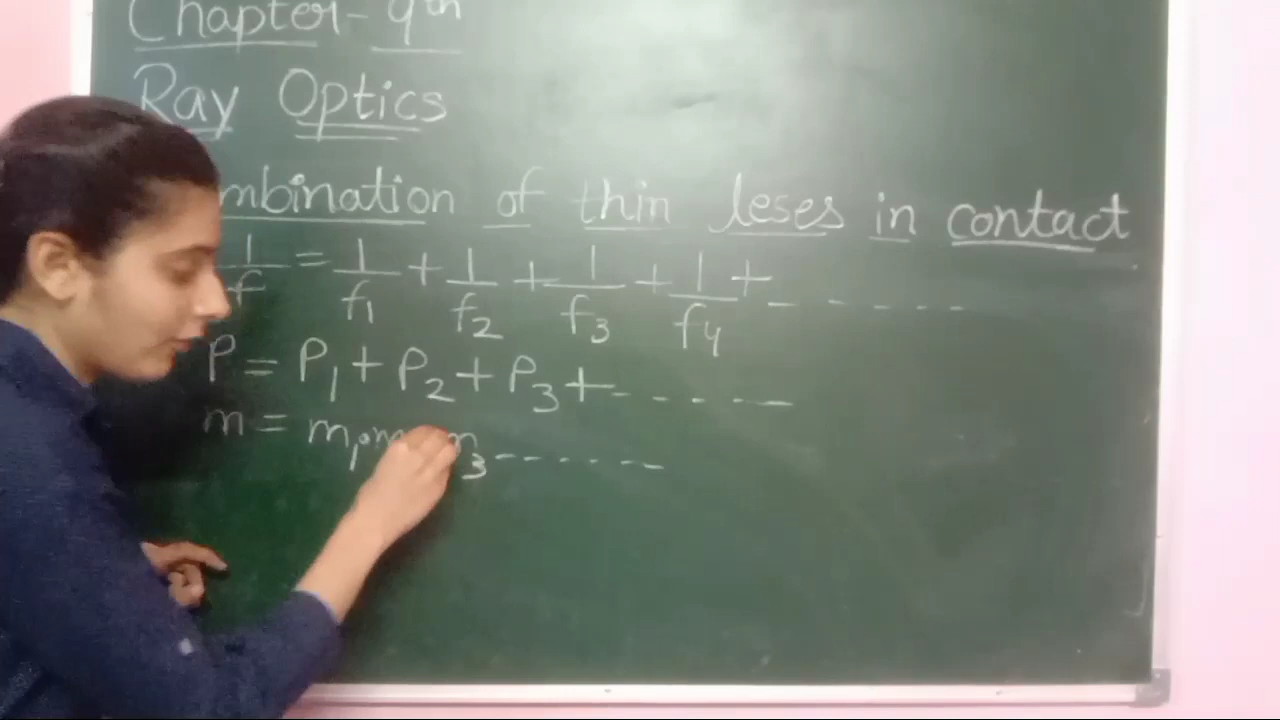 Chapter-9th
Ray Optics
mbination of thin leses in contact
1/f = 1/f1 + 1/f2 + 1/f3 + 1/f4 + - - - - - -
P = P1 + P2 + P3 + - - - - -
m = m1.m m3 - - - - - -